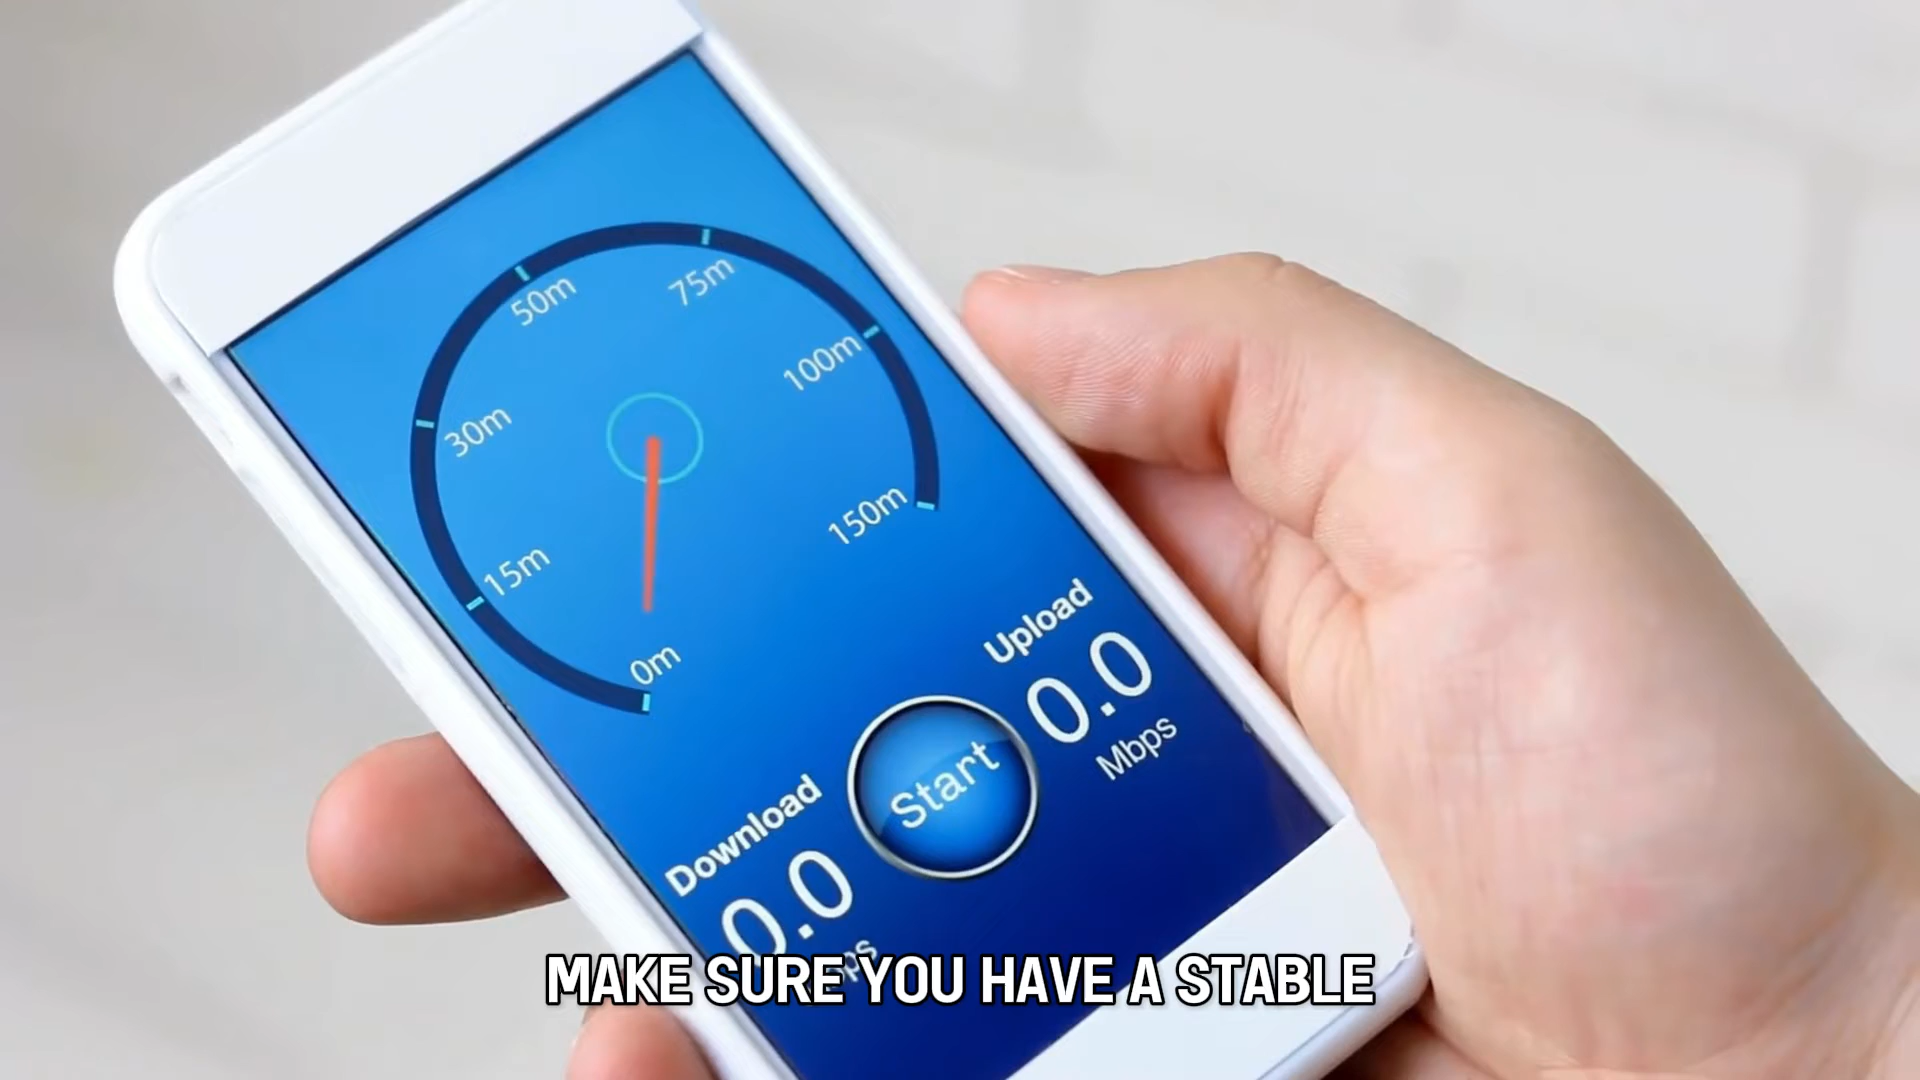 50m
75m
30m
100m
15m
150m
0m
Upload
0.0
Mbps
Start
Download
0.0
MAKE SURE YOU HAVE A STABLE